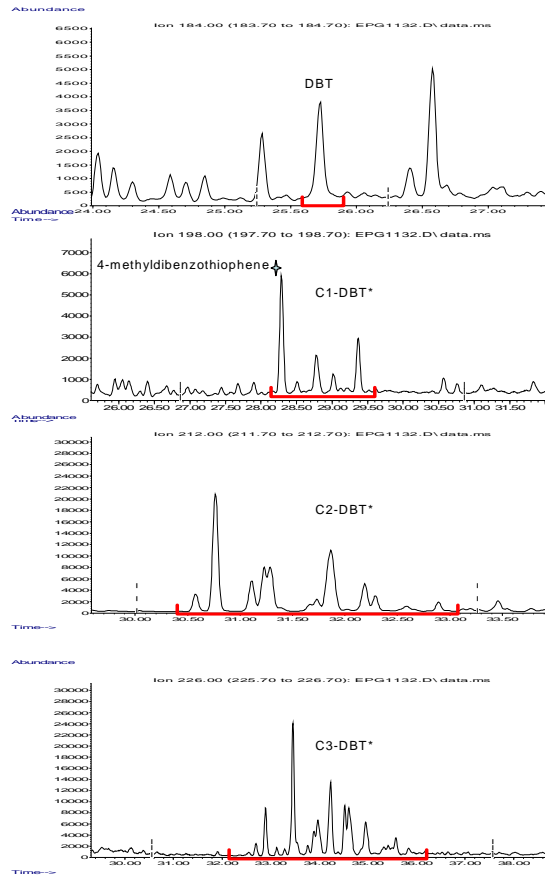 Abundance
Ion 184.00 (183.70 to 184.70): EPG1132.D\data.ms
6500
6000
5500
5000
4500
4000
3500
3000
2500
2000
1500
1000
500
0
DBT
24.00 24.50 25.00 25.50 26.00 26.50 27.00
Time-->
Abundance
Ion 198.00 (197.70 to 198.70): EPG1132.D\data.ms
7000
6000
5000
4000
3000
2000
1000
0
4-methyldibenzothiophene
C1-DBT*
26.00 26.50 27.00 27.50 28.00 28.50 29.00 29.50 30.00 30.50 31.00 31.50
Time-->
Abundance
Ion 212.00 (211.70 to 212.70): EPG1132.D\data.ms
30000
28000
26000
24000
22000
20000
18000
16000
14000
12000
10000
8000
6000
4000
2000
0
C2-DBT*
30.00 30.50 31.00 31.50 32.00 32.50 33.00 33.50
Time-->
Abundance
Ion 226.00 (225.70 to 226.70): EPG1132.D\data.ms
30000
28000
26000
24000
22000
20000
18000
16000
14000
12000
10000
8000
6000
4000
2000
0
C3-DBT*
30.00 31.00 32.00 33.00 34.00 35.00 36.00 37.00 38.00
Time-->